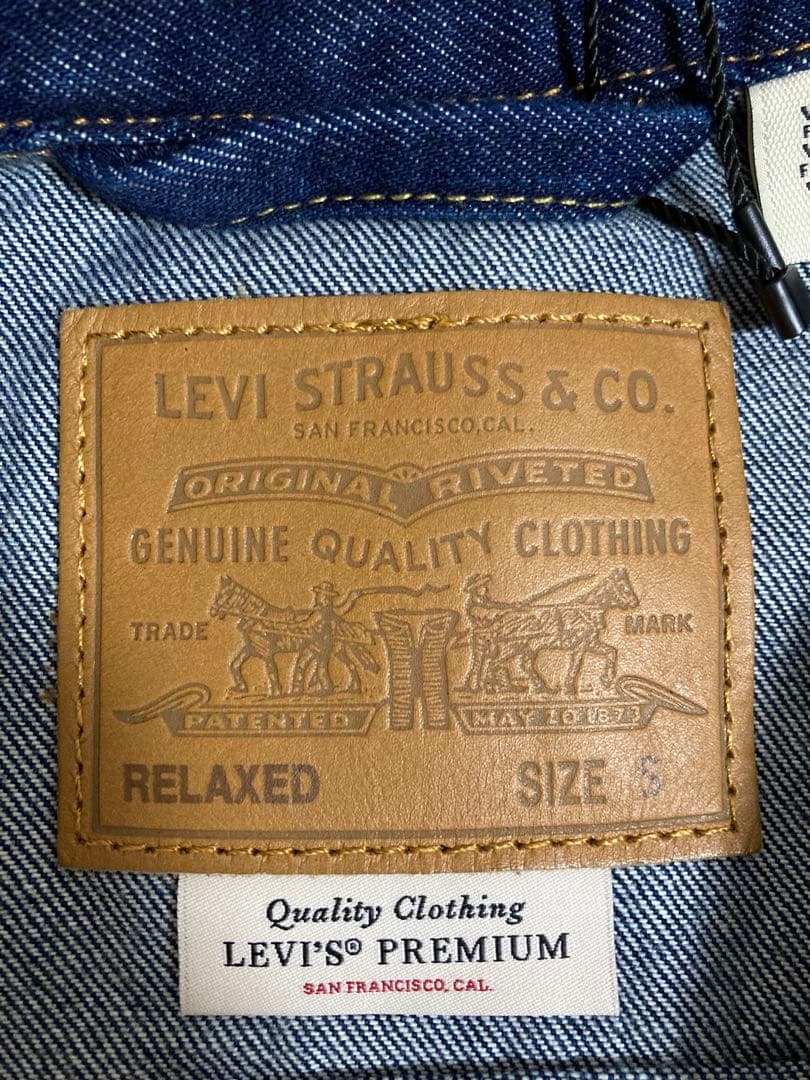 LEVI STRAUSS & CO.
SAN FRANCISCO, CAL.
ORIGINAL RIVETED
GENUINE QUALITY CLOTHING
TRADE MARK
PATENTED MAY 20 1873
RELAXED SIZE S
Quality Clothing
LEVI'S® PREMIUM
SAN FRANCISCO, CAL.